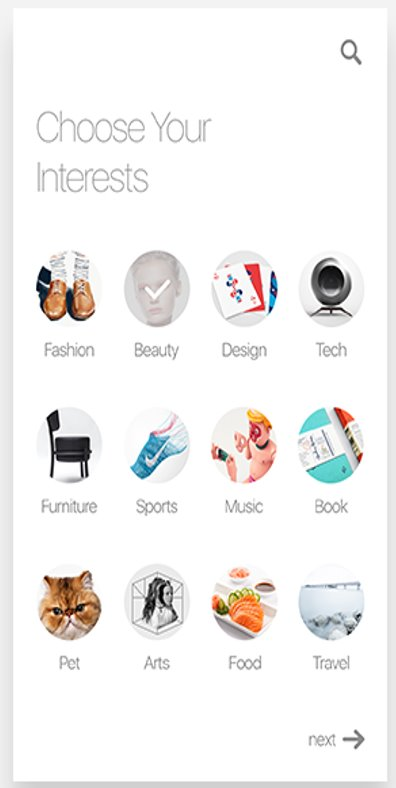 Choose Your
Interests
Fashion Beauty Design Tech
Furniture Sports Music Book
Pet Arts Food Travel
next